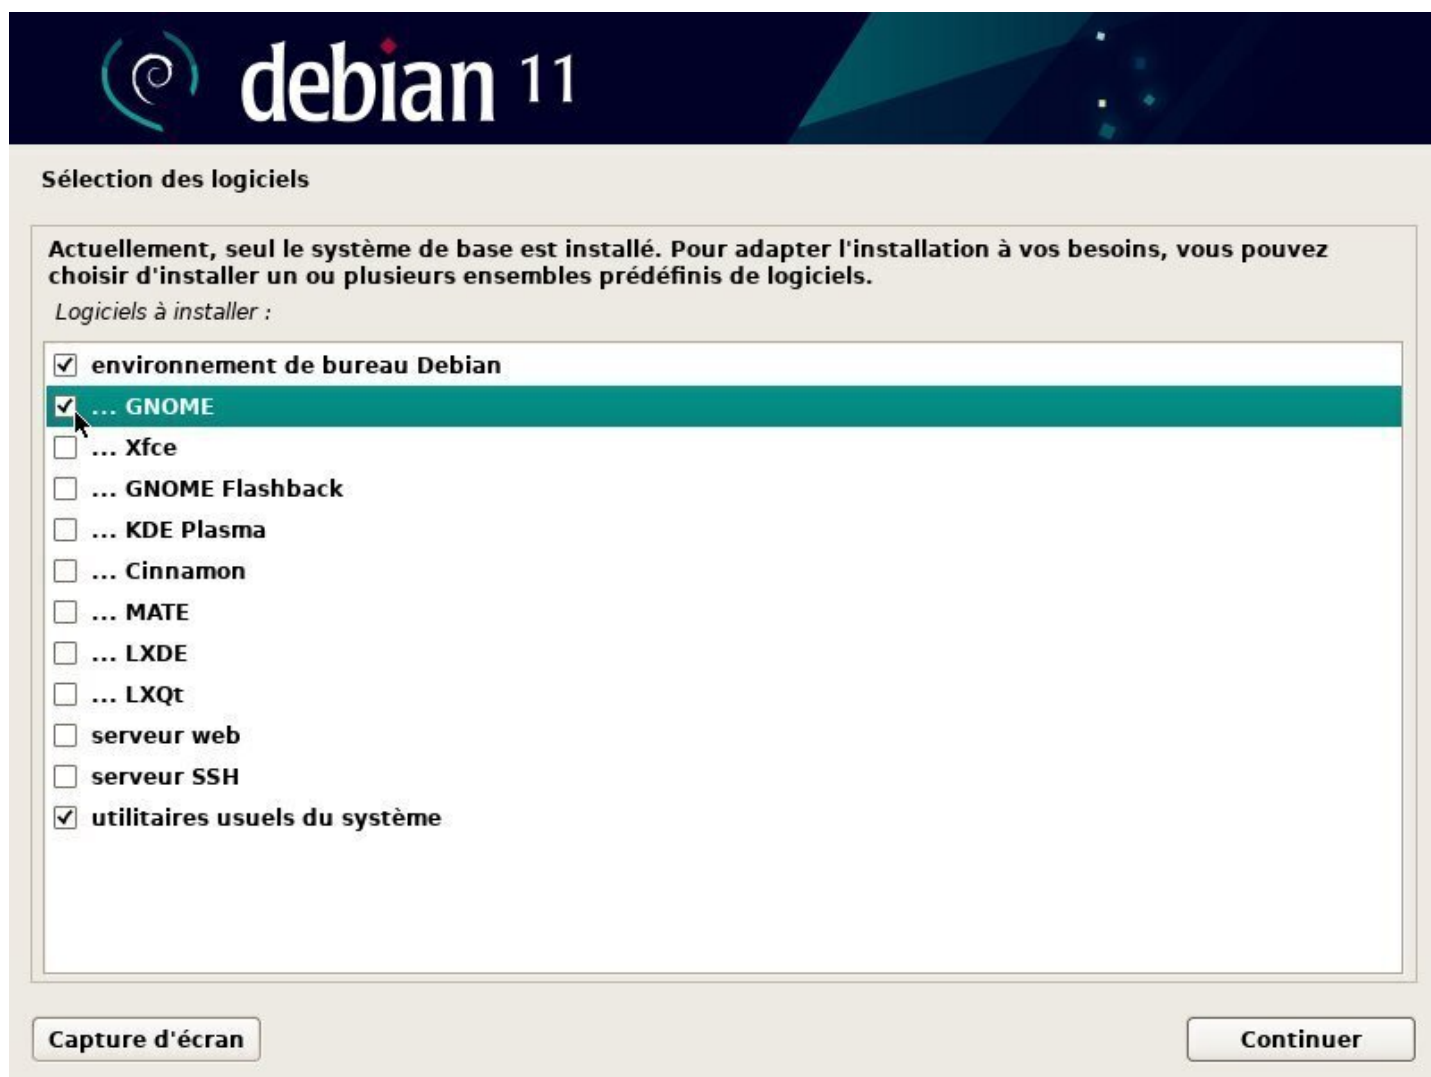 debian 11
Sélection des logiciels
Actuellement, seul le système de base est installé. Pour adapter l'installation à vos besoins, vous pouvez
choisir d'installer un ou plusieurs ensembles prédéfinis de logiciels.
Logiciels à installer :
environnement de bureau Debian
... GNOME
... Xfce
... GNOME Flashback
... KDE Plasma
... Cinnamon
... MATE
... LXDE
... LXQt
serveur web
serveur SSH
utilitaires usuels du système
Capture d'écran
Continuer